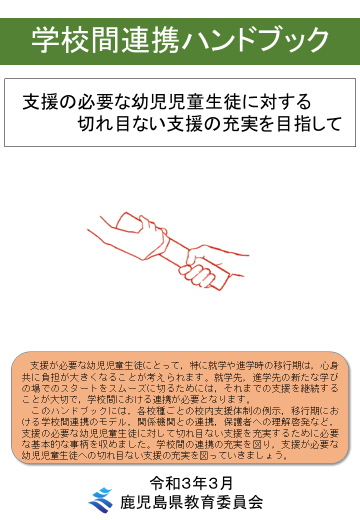 学校間連携ハンドブック
支援の必要な幼児児童生徒に対する
切れ目ない支援の充実を目指して
支援が必要な幼児児童生徒にとって，特に就学や進学時の移行期は，心身
共に負担が大きくなることが考えられます。就学先，進学先の新たな学び
の場でのスタートをスムーズに切るためには，それまでの支援を継続する
ことが大切で，学校間における連携が必要となります。
このハンドブックには，各校種ごとの校内支援体制の例示，移行期にお
ける学校間連携のモデル，関係機関との連携，保護者への理解啓発など，
支援の必要な幼児児童生徒に対して切れ目ない支援を充実するために必要
な基本的な事柄を収めました。学校間の連携の充実を図り，支援が必要な
幼児児童生徒への切れ目ない支援の充実を図っていきましょう。
令和3年3月
鹿児島県教育委員会